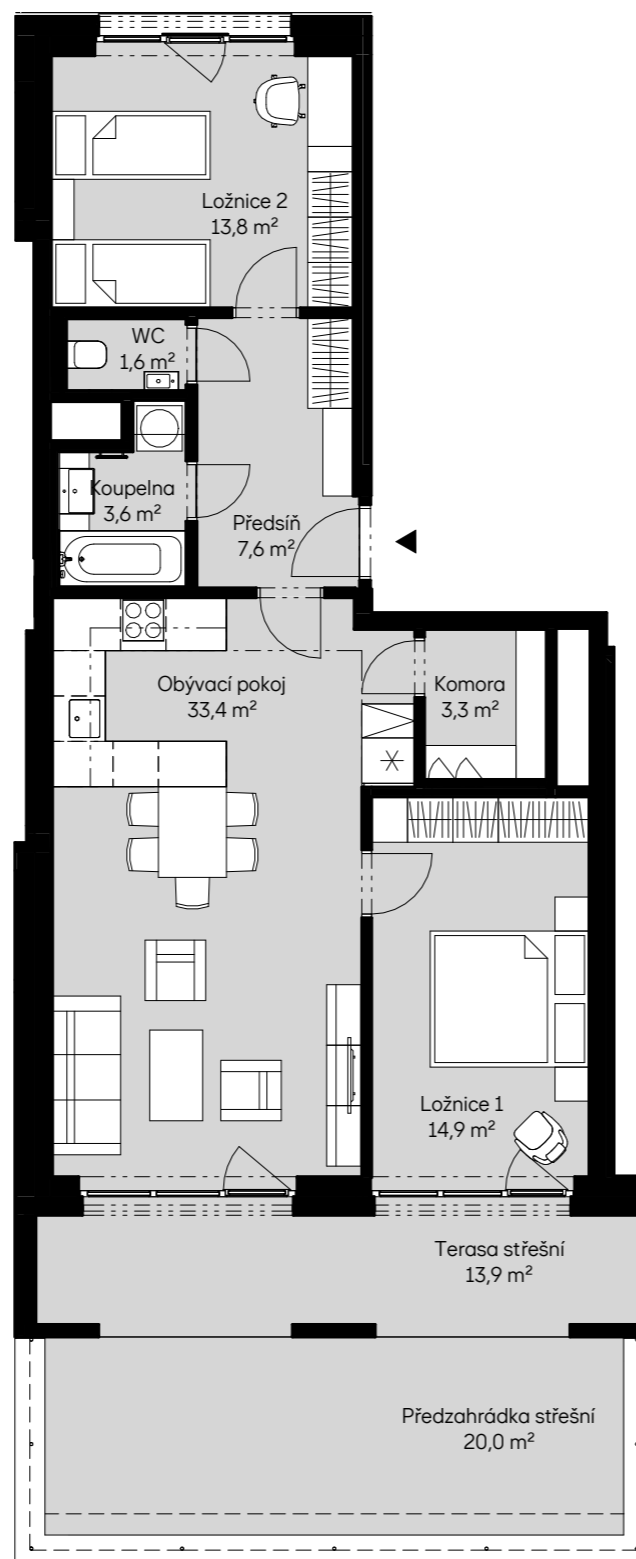 Ložnice 2
13,8 m²
WC
1,6 m²
Koupelna
3,6 m²
Předsíň
7,6 m²
Obývací pokoj
33,4 m²
Komora
3,3 m²
Ložnice 1
14,9 m²
Terasa střešní
13,9 m²
Předzahrádka střešní
20,0 m²